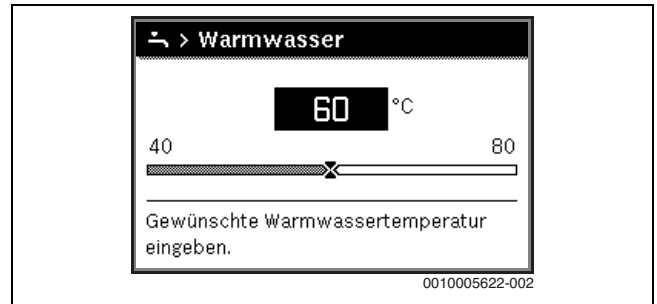 > Warmwasser
60 °C
40 80
Gewünschte Warmwassertemperatur
eingeben.
0010005622-002